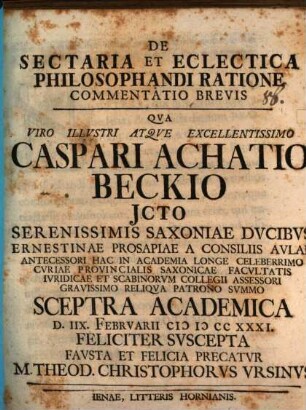 DE
SECTARIA ET ECLECTICA
PHILOSOPHANDI RATIONE
COMMENTATIO BREVIS
QVA
VIRO ILLVSTRI ATQVE EXCELLENTISSIMO
CASPARI ACHATIO
BECKIO
JCTO
SERENISSIMIS SAXONIAE DVCIBVS
ERNESTINAE PROSAPIAE A CONSILIIS AVLAE
ANTECESSORI HAC IN ACADEMIA LONGE CELEBERRIMO
CVRIAE PROVINCIALIS SAXONICAE FACVLTATIS
IVRIDICAE ET SCABINORVM COLLEGII ASSESSORI
GRAVISSIMO RELIQVA PATRONO SVMMO
SCEPTRA ACADEMICA
D. IIX. FEBRVARII CIↃ IↃ CC XXXI.
FELICITER SVSCEPTA
FAVSTA ET FELICIA PRECATVR
M. THEOD. CHRISTOPHORVS VRSINVS
IENAE, LITTERIS HORNIANIS.